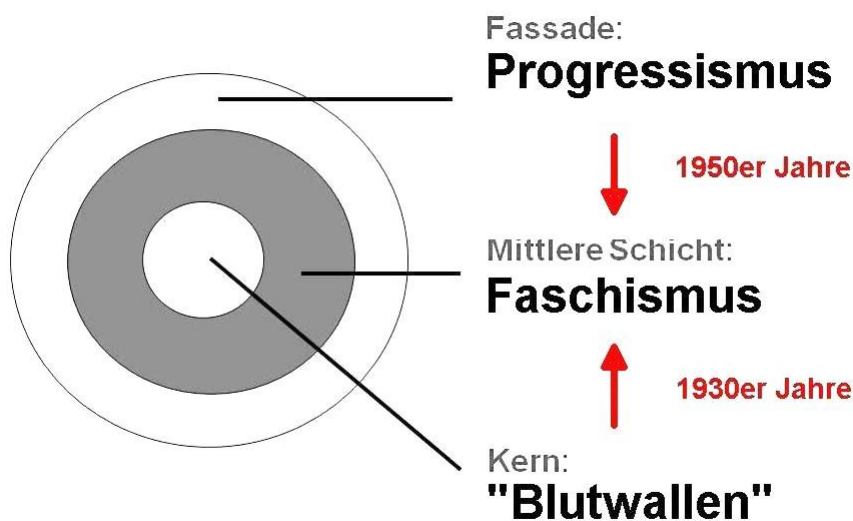 Fassade:
Progressismus
1950er Jahre
Mittlere Schicht:
Faschismus
1930er Jahre
Kern:
"Blutwallen"